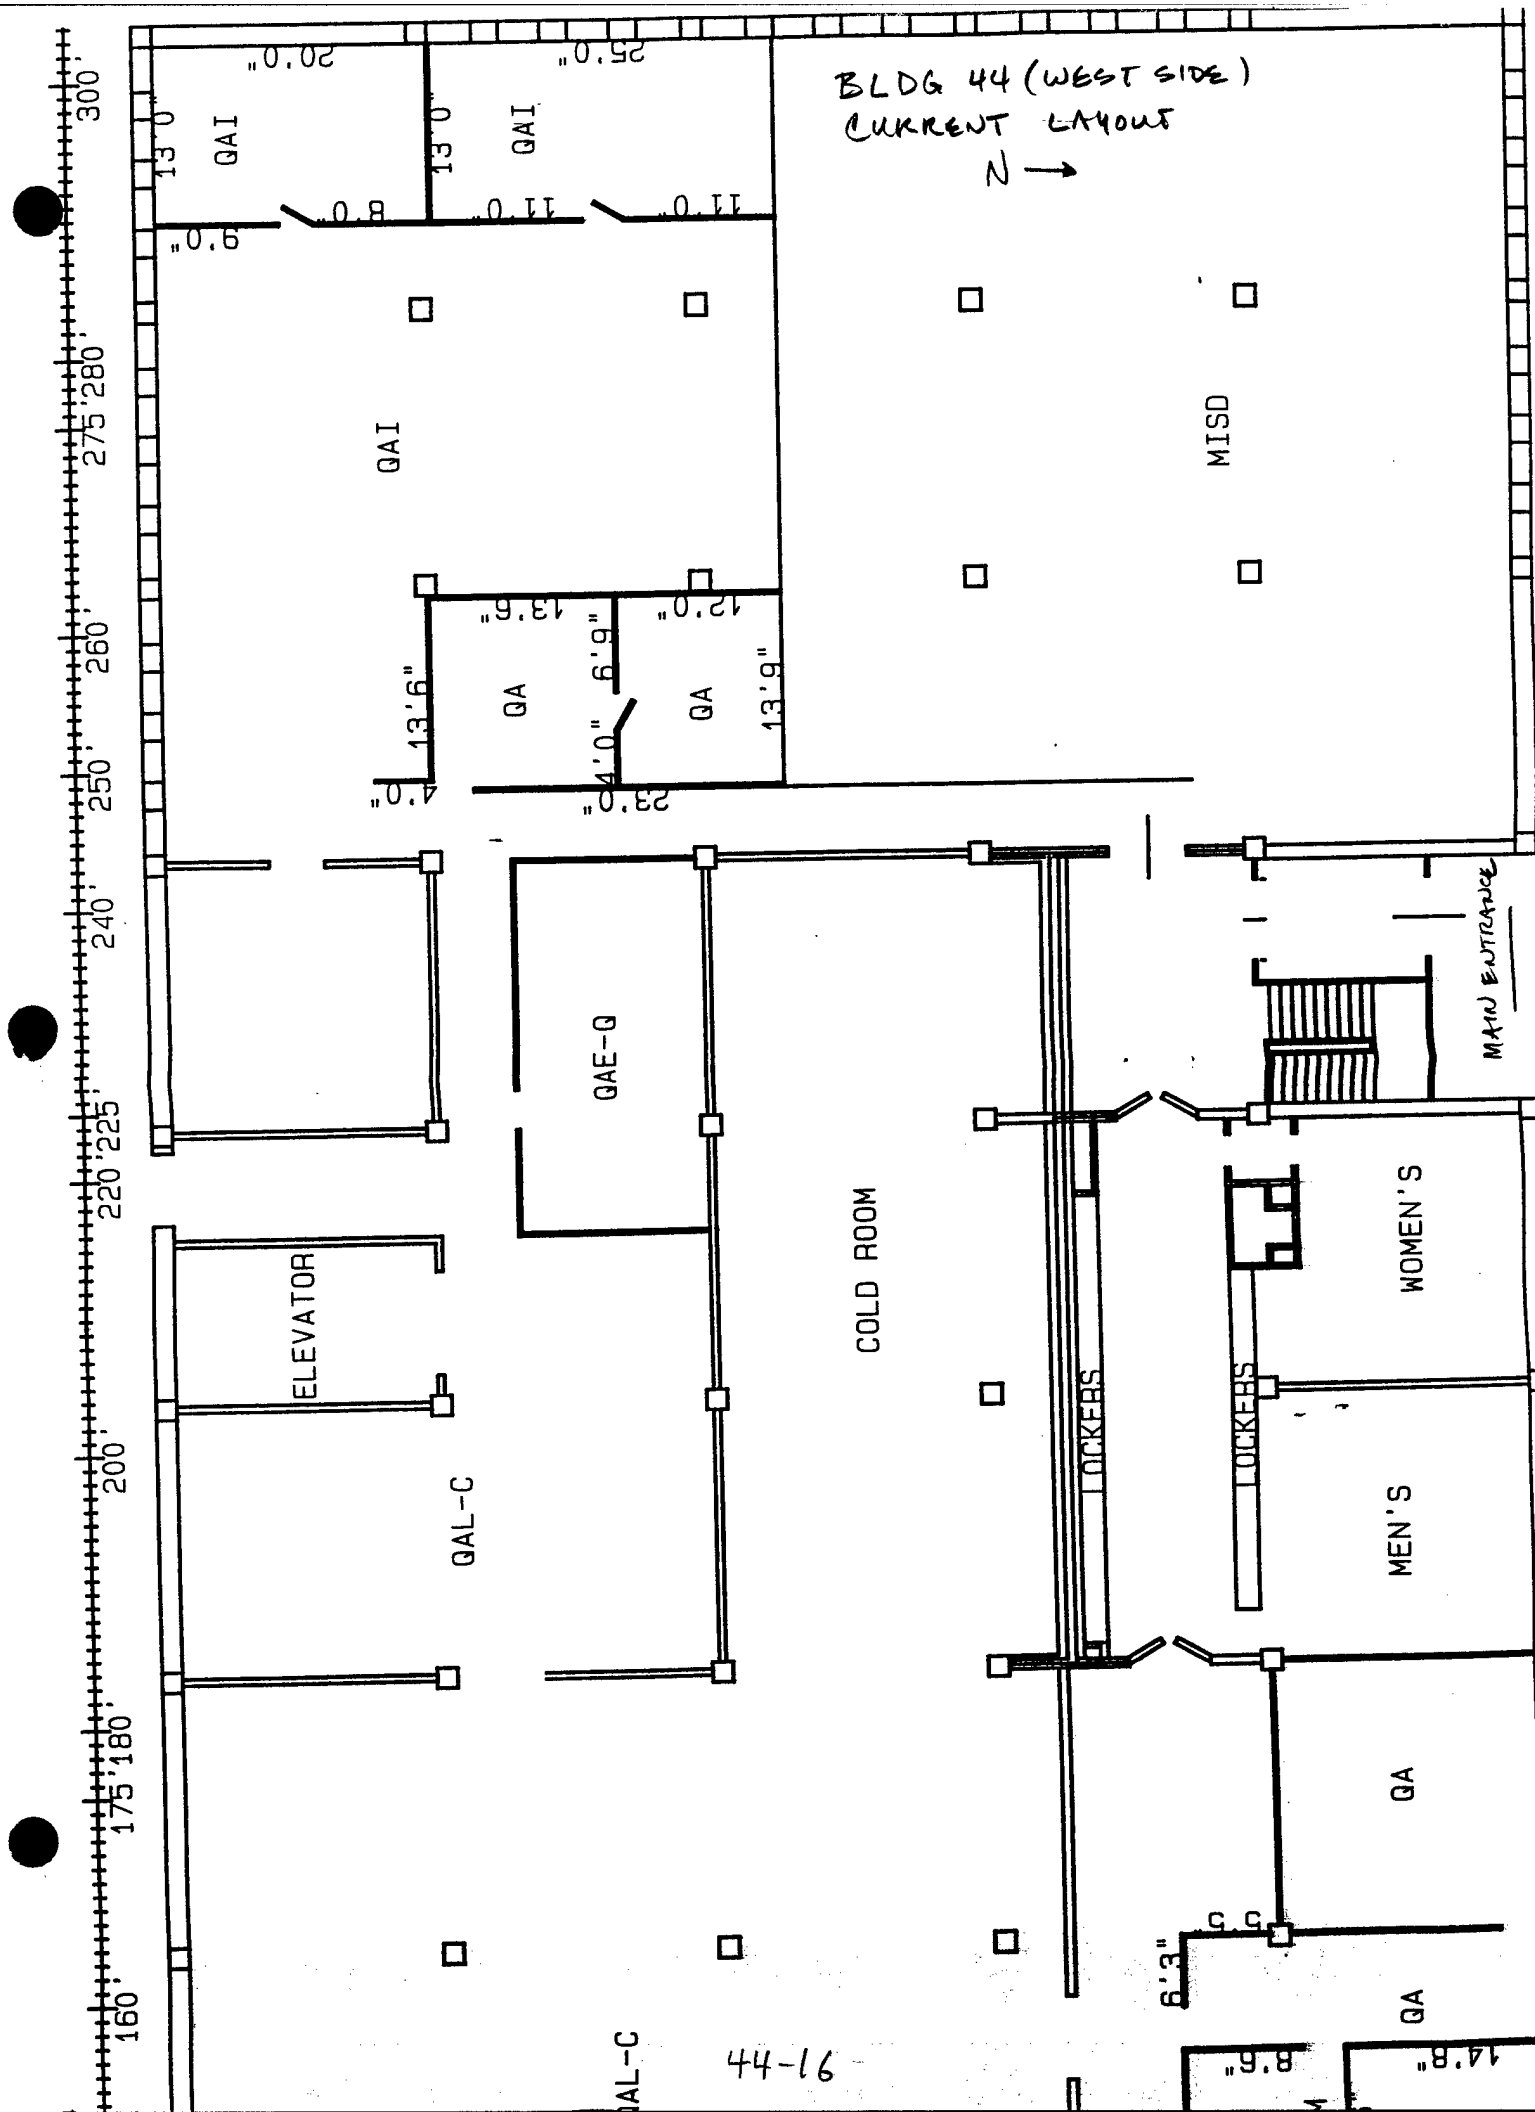 BLDG 44 (WEST SIDE)
CURRENT LAYOUT
N →
300'
280'
275'
260'
250'
240'
225'
220'
200'
180'
175'
160'
20'0"
25'0"
13'0"
QAI
13'0"
QAI
9'0"
8'0"
11'0"
11'0"
QAI
MISD
13'6"
12'0"
13'6"
QA
6'9"
4'0"
QA
13'9"
4'0"
23'0"
QAE-Q
MAIN ENTRANCE
ELEVATOR
COLD ROOM
WOMEN'S
LOCKERS
LOCKERS
QAL-C
MEN'S
QA
6'3"
QA
8'6"
14'8"
QAL-C
44-16